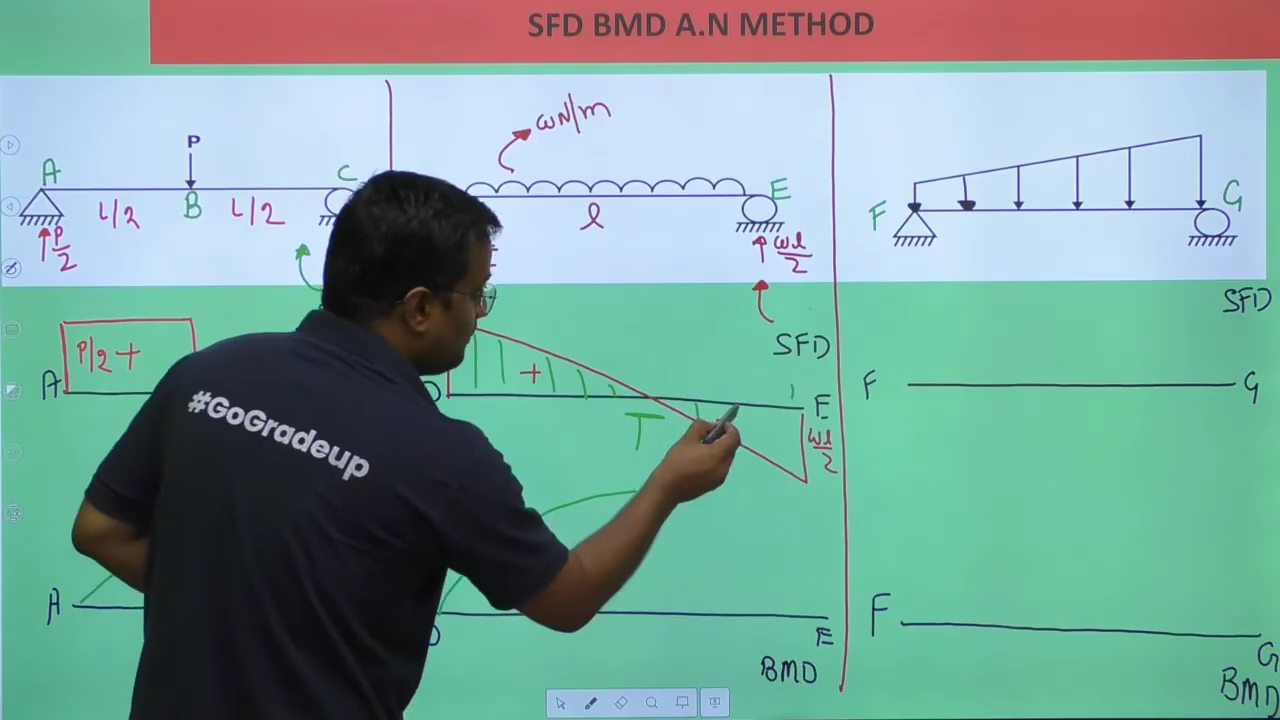 SFD BMD A.N METHOD
A
P
B
C
L/2
L/2
P/2
ωN/m
l
E
ωl/2
F
G
SFD
SFD
A
P/2 +
+
E
ωl/2
F
G
#GoGradeup
A
D
E
BMD
F
G
BMD